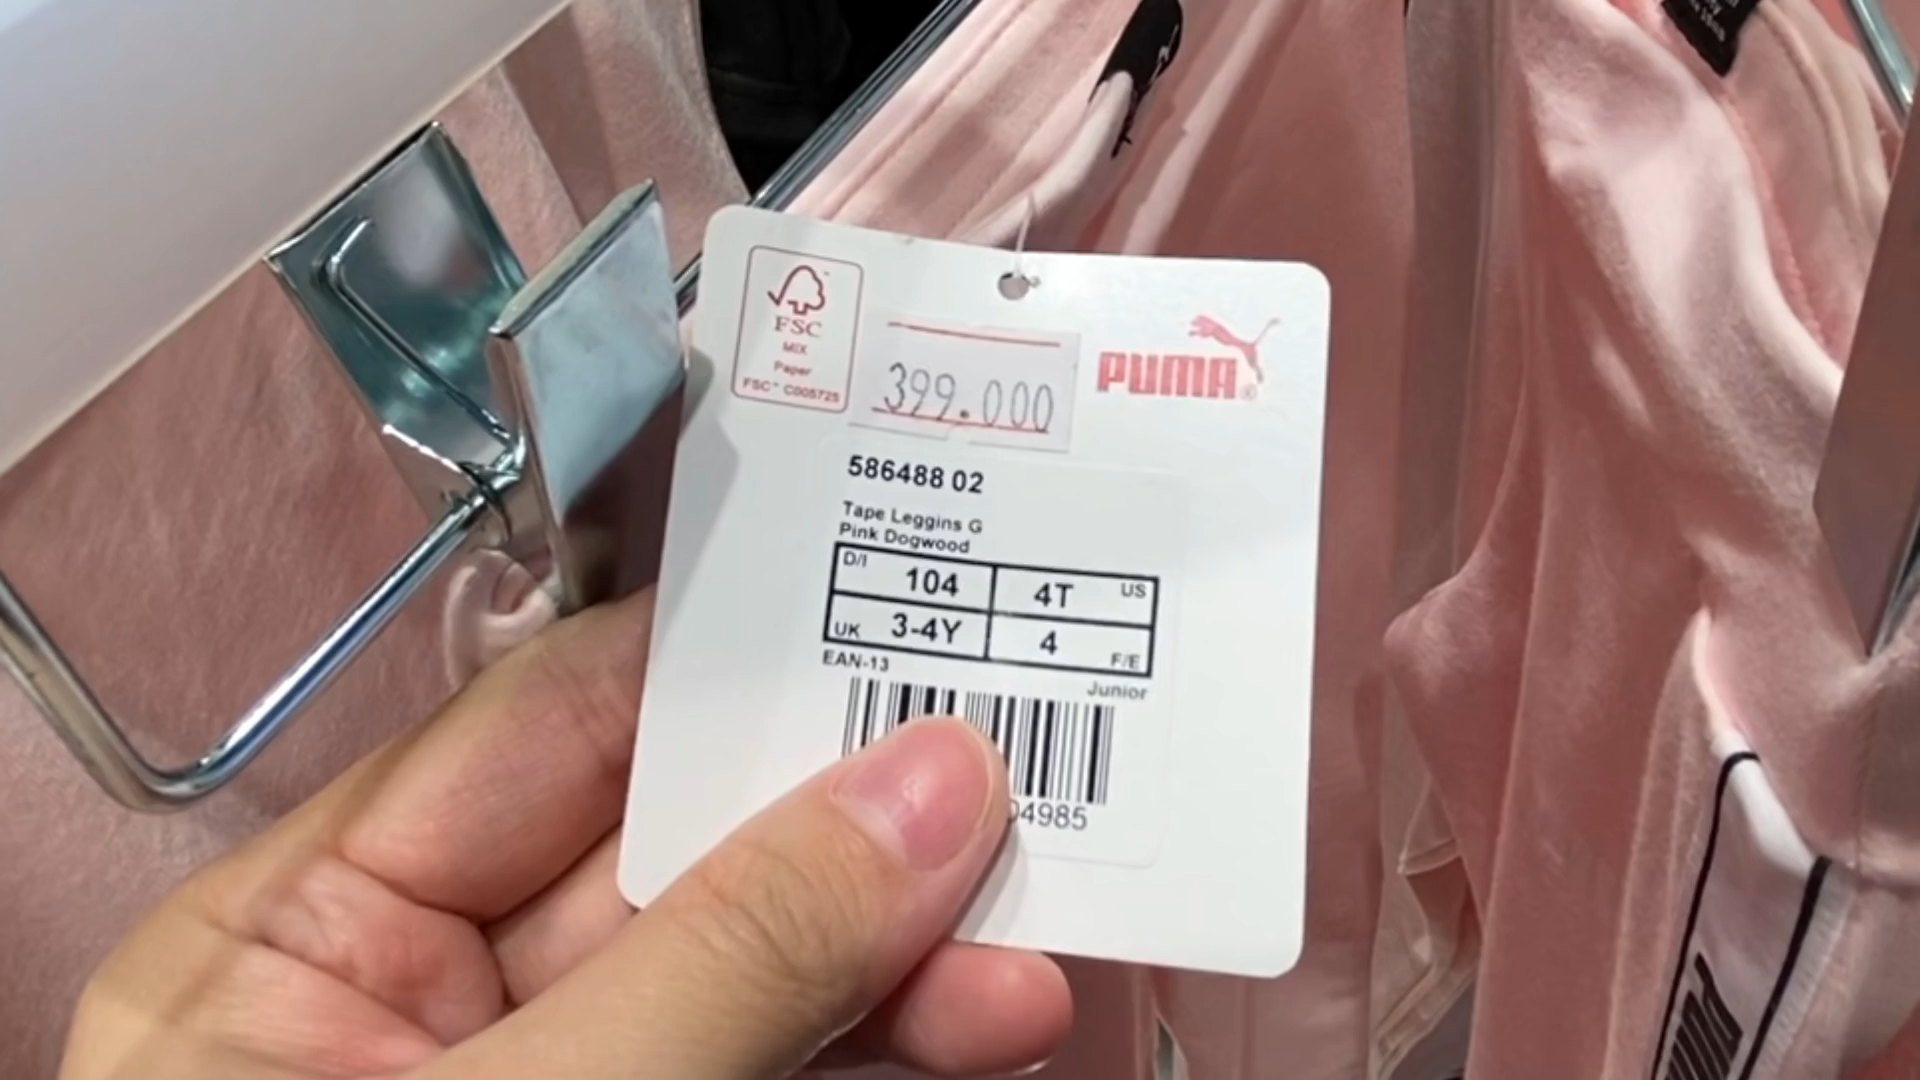 FSC
MIX
Paper
FSC™ C005725
399.000
PUMA®
586488 02
Tape Leggins G
Pink Dogwood
D/I 104 4T US
UK 3-4Y 4 F/E
EAN-13
Junior
04985
PUMA